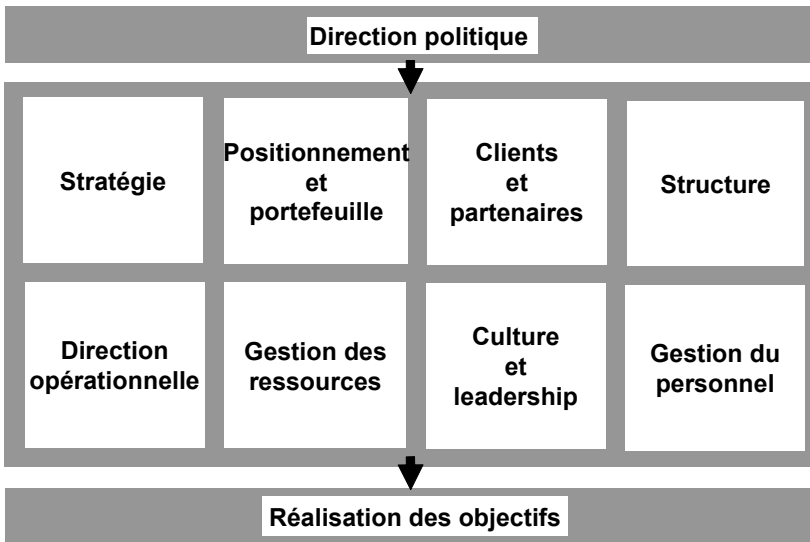 Direction politique
Stratégie
Positionnement
et
portefeuille
Clients
et
partenaires
Structure
Direction
opérationnelle
Gestion des
ressources
Culture
et
leadership
Gestion du
personnel
Réalisation des objectifs